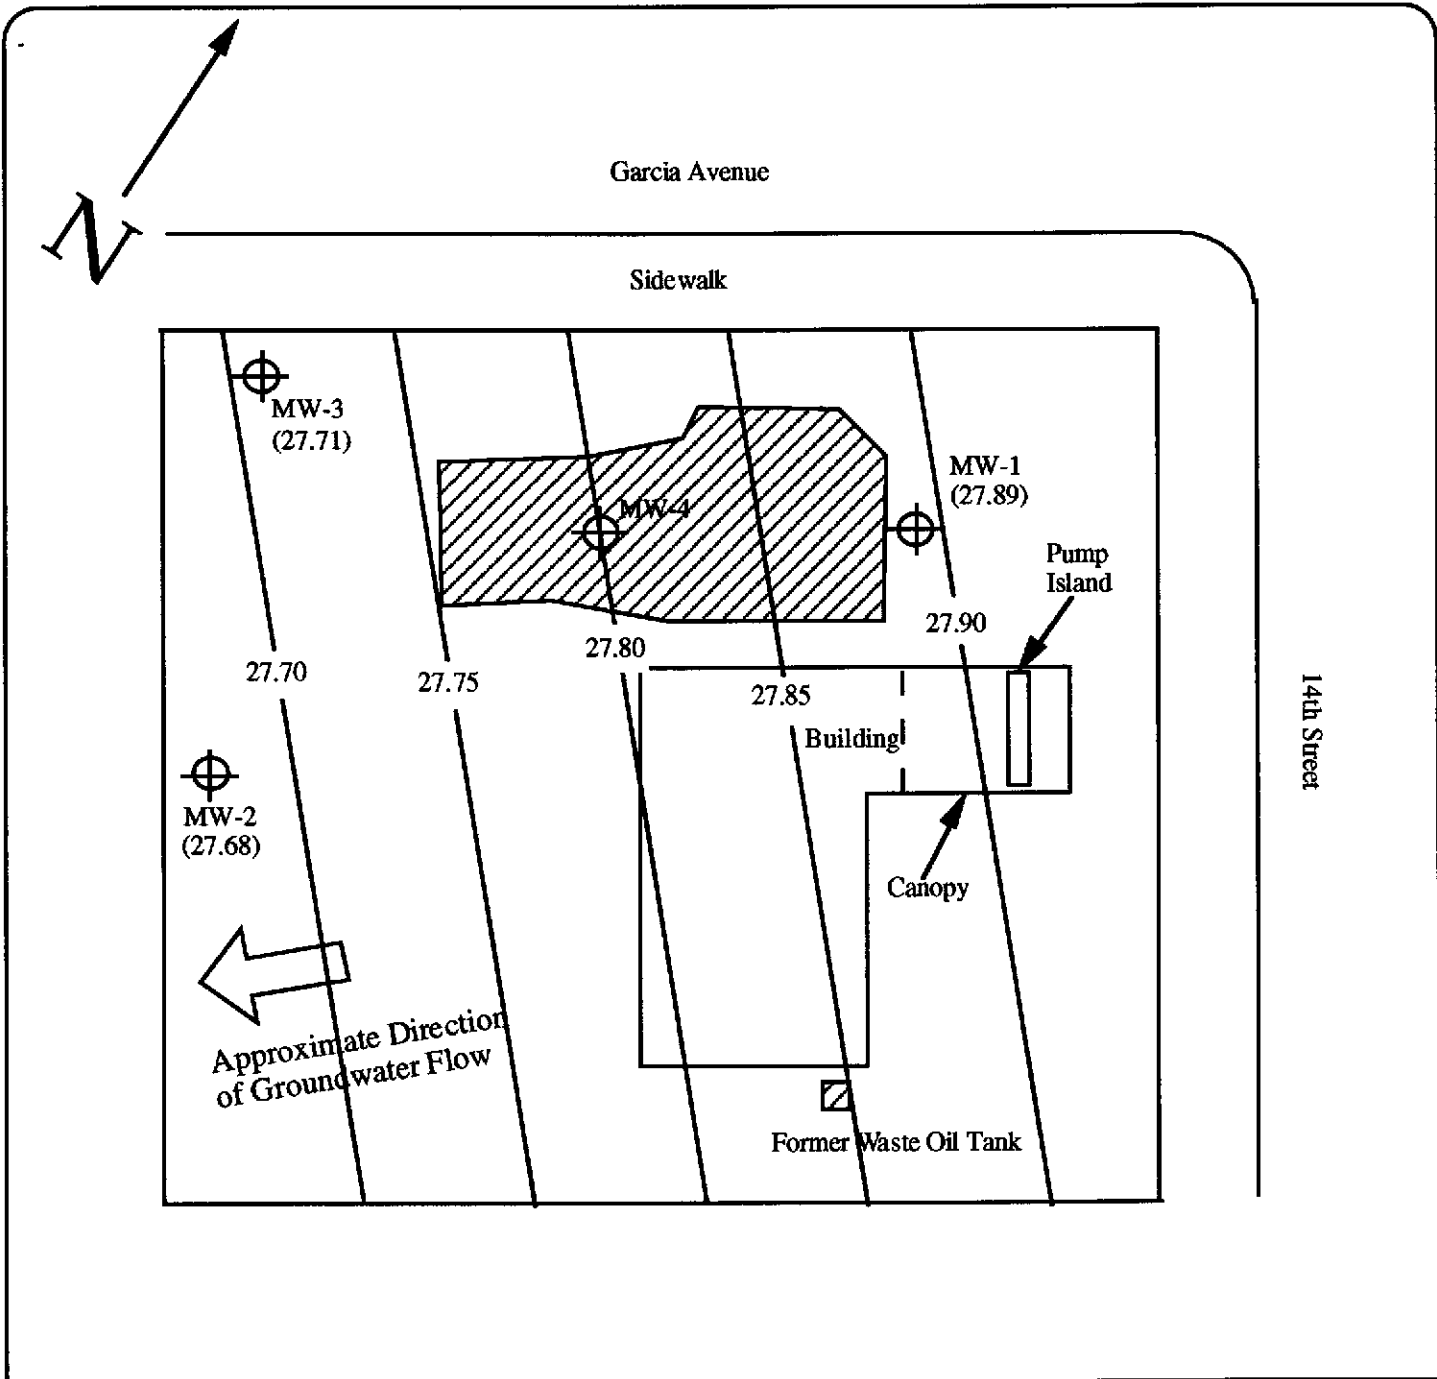 Garcia Avenue
N
Sidewalk
MW-3
(27.71)
MW-1
(27.89)
MW-4
Pump
Island
27.90
27.80
27.70
27.75
27.85
Building
14th Street
MW-2
(27.68)
Canopy
Approximate Direction
of Groundwater Flow
Former Waste Oil Tank